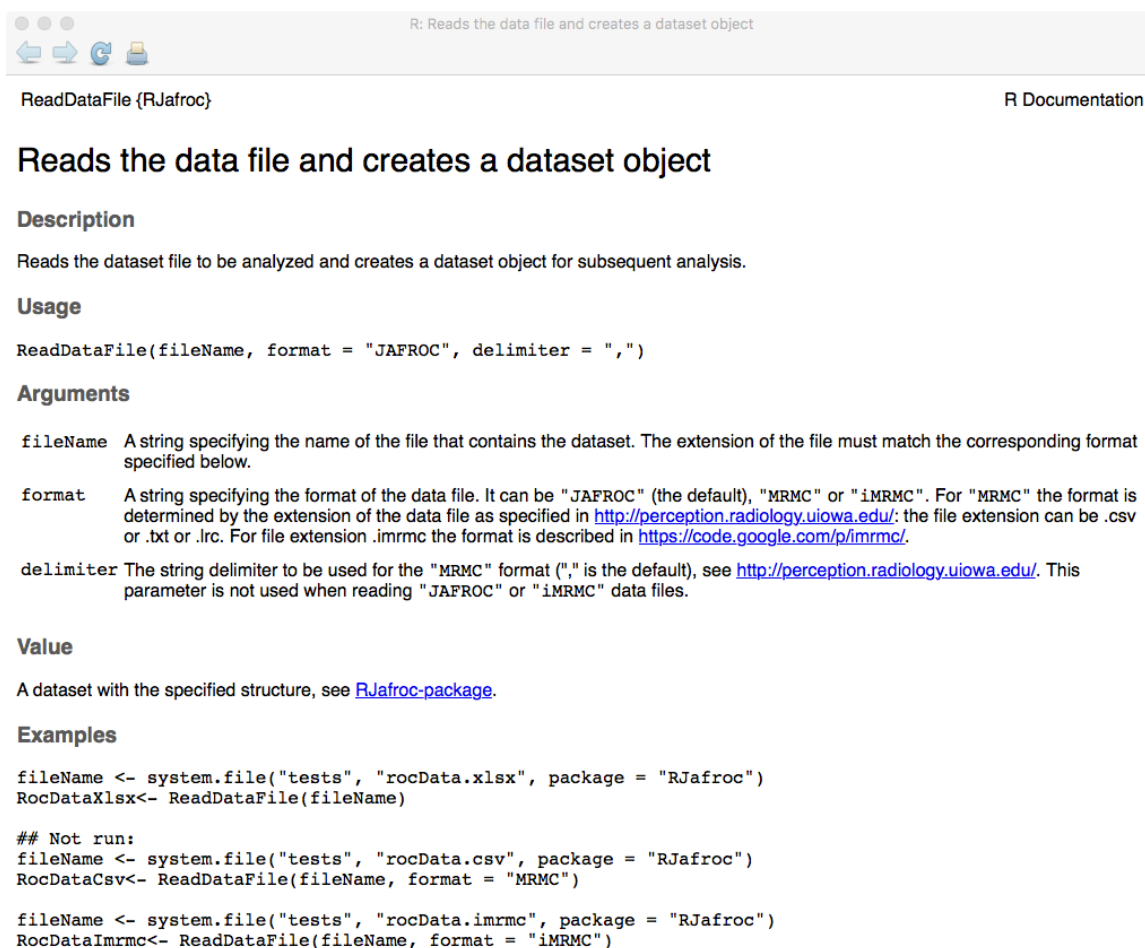 R: Reads the data file and creates a dataset object
ReadDataFile {RJafroc} R Documentation
Reads the data file and creates a dataset object
Description
Reads the dataset file to be analyzed and creates a dataset object for subsequent analysis.
Usage
ReadDataFile(fileName, format = "JAFROC", delimiter = ",")
Arguments
fileName A string specifying the name of the file that contains the dataset. The extension of the file must match the corresponding format
specified below.
format A string specifying the format of the data file. It can be "JAFROC" (the default), "MRMC" or "iMRMC". For "MRMC" the format is
determined by the extension of the data file as specified in http://perception.radiology.uiowa.edu/: the file extension can be .csv
or .txt or .lrc. For file extension .imrmc the format is described in https://code.google.com/p/imrmc/.
delimiter The string delimiter to be used for the "MRMC" format ("," is the default), see http://perception.radiology.uiowa.edu/. This
parameter is not used when reading "JAFROC" or "iMRMC" data files.
Value
A dataset with the specified structure, see RJafroc-package.
Examples
fileName <- system.file("tests", "rocData.xlsx", package = "RJafroc")
RocDataXlsx<- ReadDataFile(fileName)
## Not run:
fileName <- system.file("tests", "rocData.csv", package = "RJafroc")
RocDataCsv<- ReadDataFile(fileName, format = "MRMC")
fileName <- system.file("tests", "rocData.imrmc", package = "RJafroc")
RocDataImrmc<- ReadDataFile(fileName, format = "iMRMC")